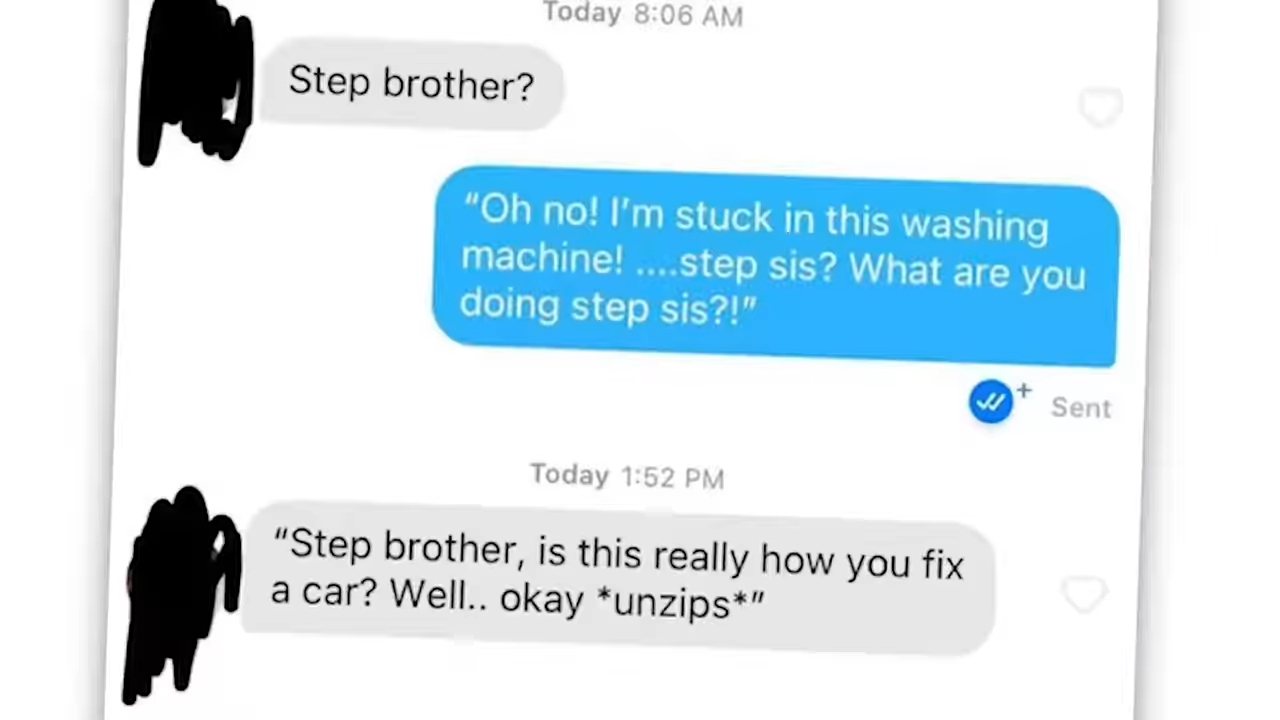 Today 8:06 AM
Step brother?
“Oh no! I’m stuck in this washing
machine! ....step sis? What are you
doing step sis?!”
Sent
Today 1:52 PM
“Step brother, is this really how you fix
a car? Well.. okay *unzips*”